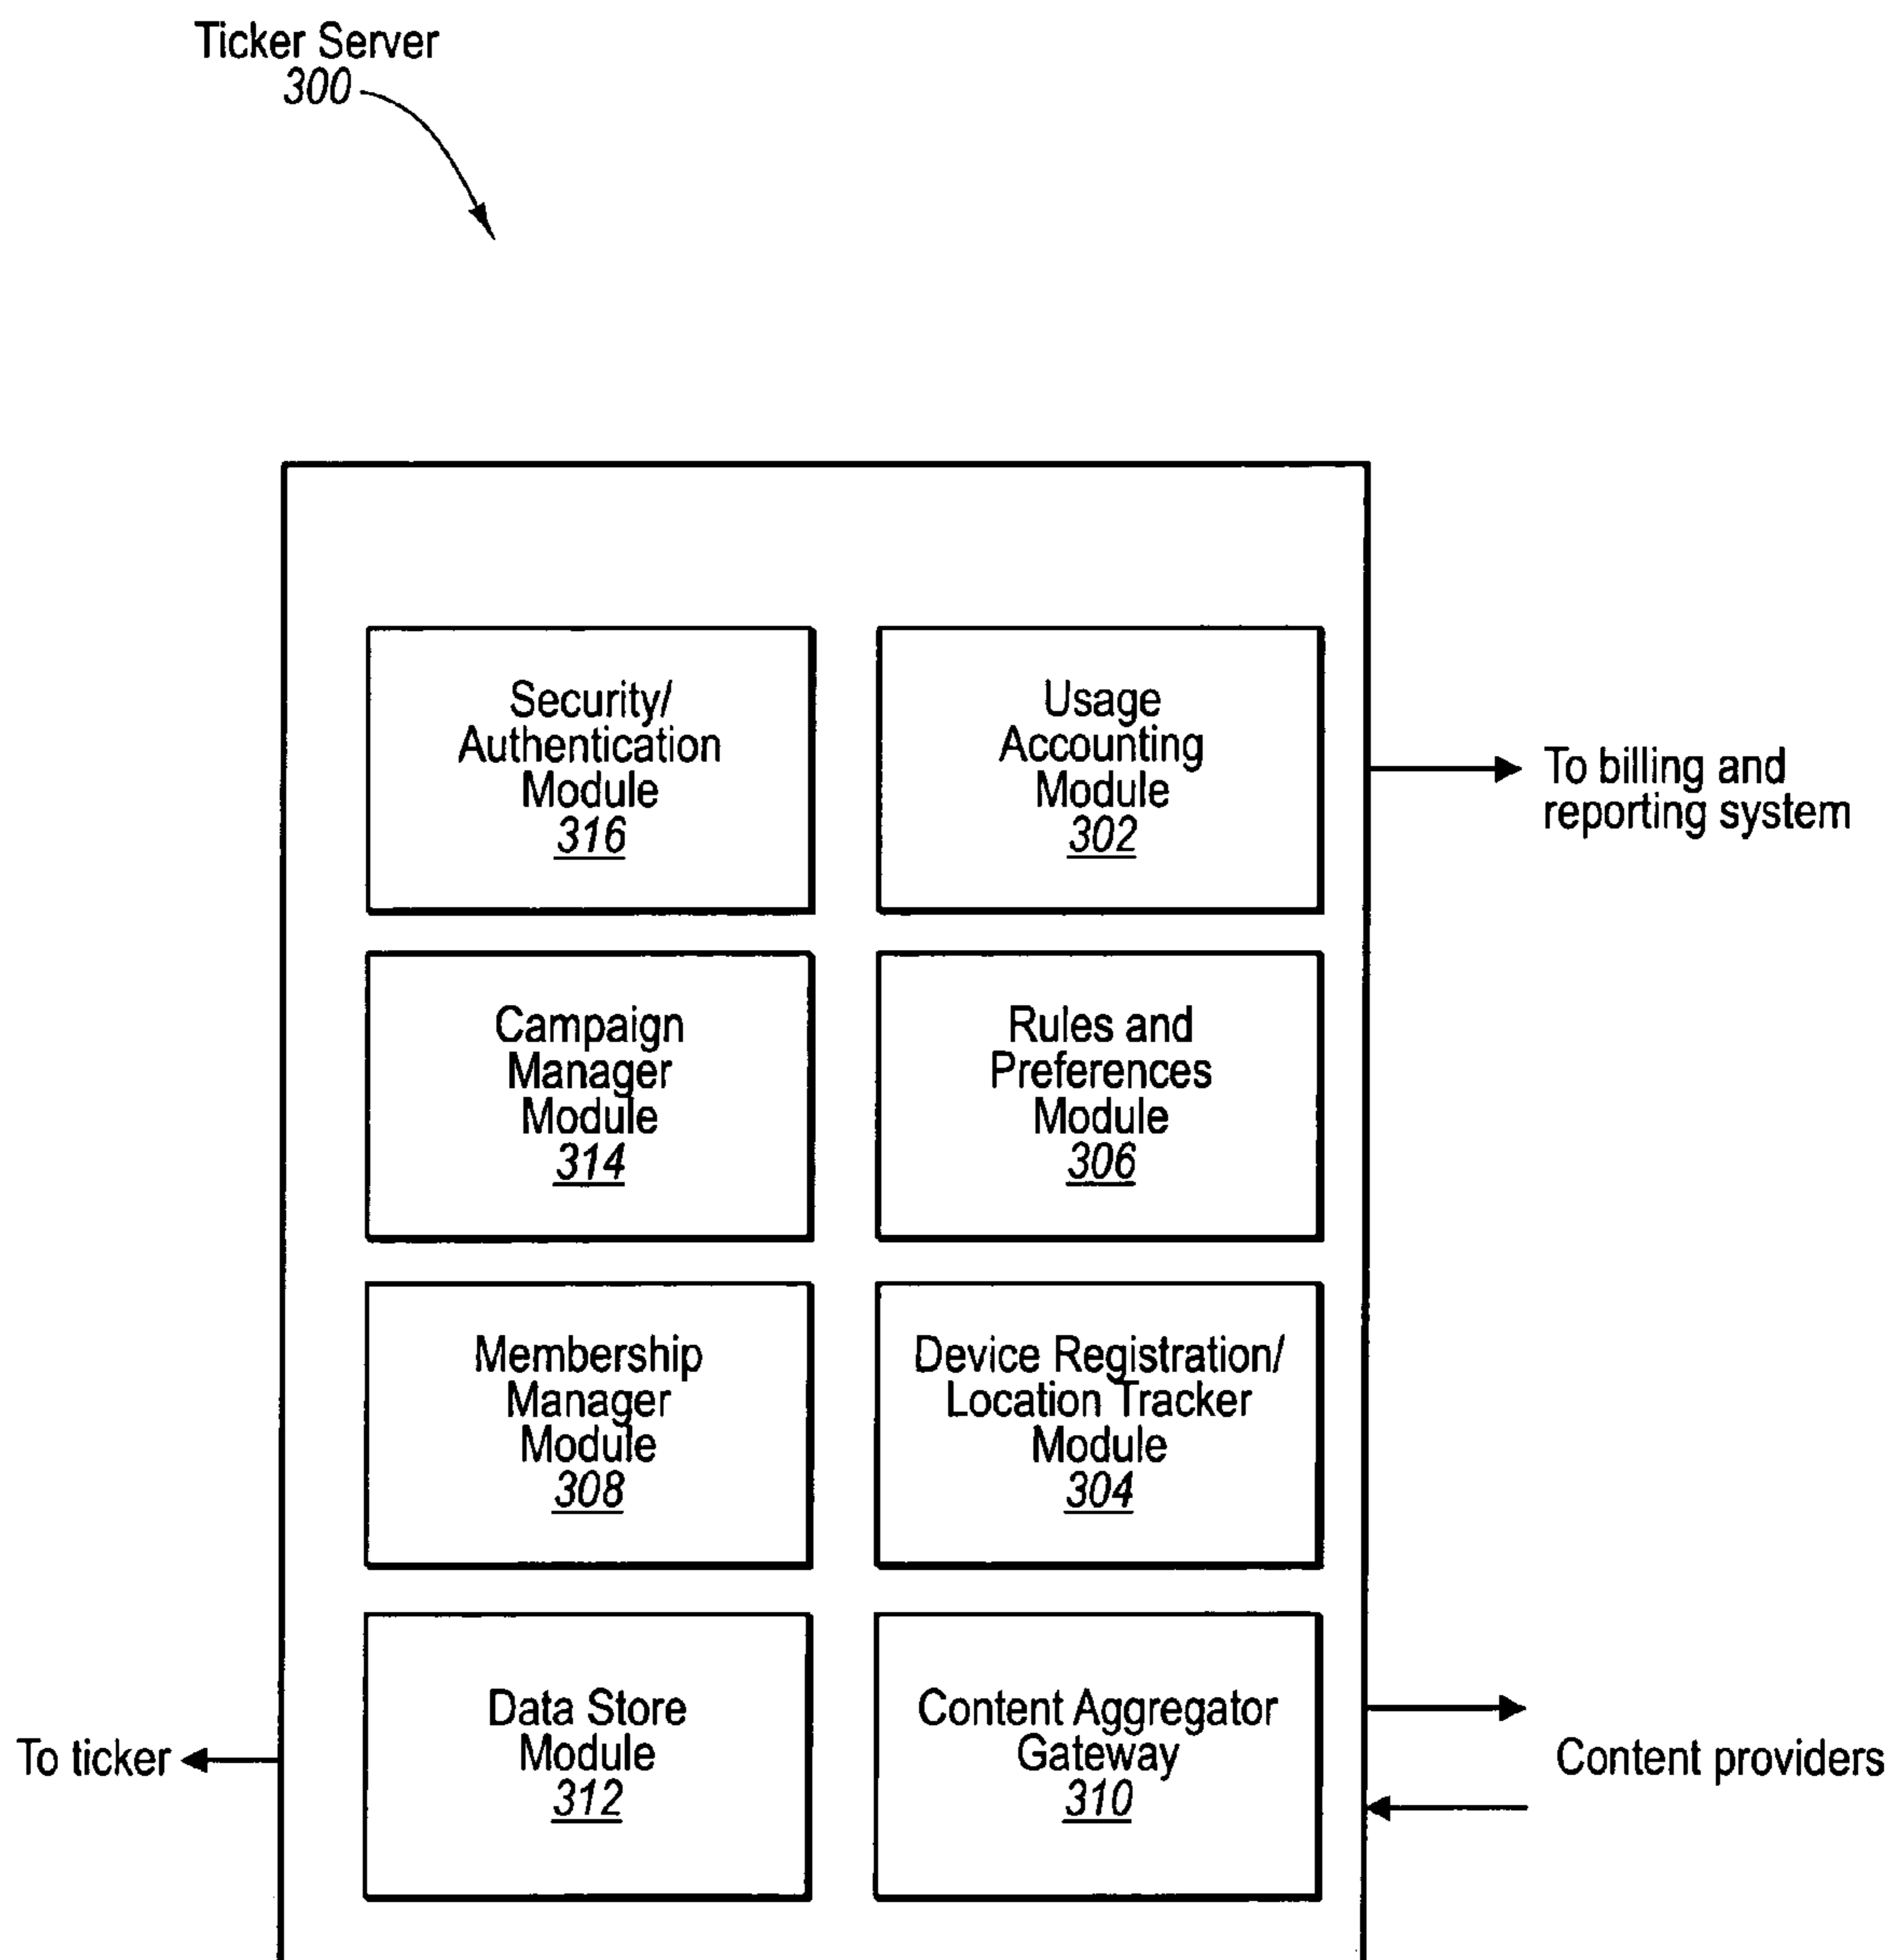 Ticker Server
300
Security/
Authentication
Module
316
Usage
Accounting
Module
302
To billing and
reporting system
Campaign
Manager
Module
314
Rules and
Preferences
Module
306
Membership
Manager
Module
308
Device Registration/
Location Tracker
Module
304
Data Store
Module
312
Content Aggregator
Gateway
310
To ticker
Content providers